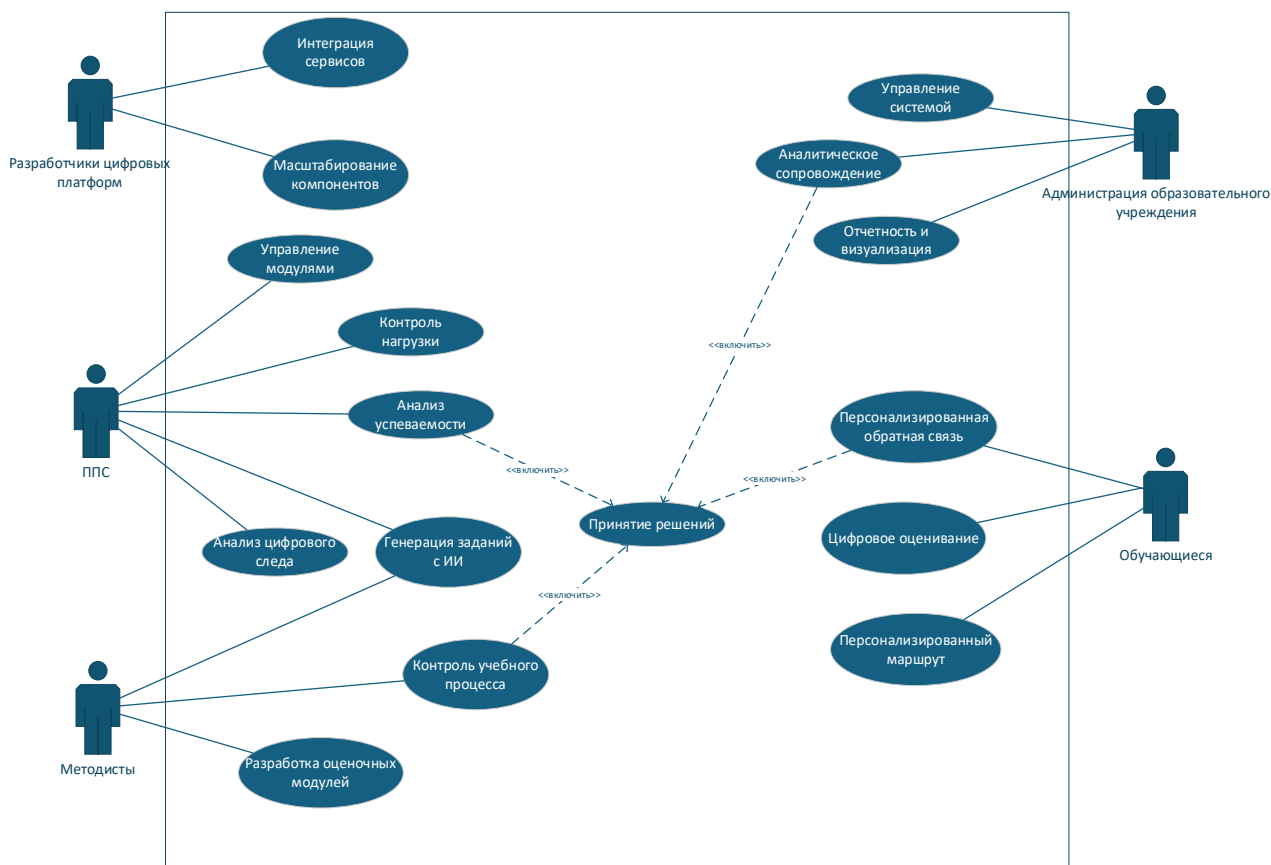 Интеграция
сервисов
Разработчики цифровых
платформ
Масштабирование
компонентов
Управление
системой
Аналитическое
сопровождение
Администрация образовательного
учреждения
Отчетность и
визуализация
Управление
модулями
Контроль
нагрузки
<<включить>>
ППС
Анализ
успеваемости
<<включить>>
Персонализированная
обратная связь
<<включить>>
Принятие решений
Анализ цифрового
следа
Генерация заданий
с ИИ
Цифровое оценивание
Обучающиеся
<<включить>>
Персонализированный
маршрут
Контроль учебного
процесса
Методисты
Разработка оценочных
модулей